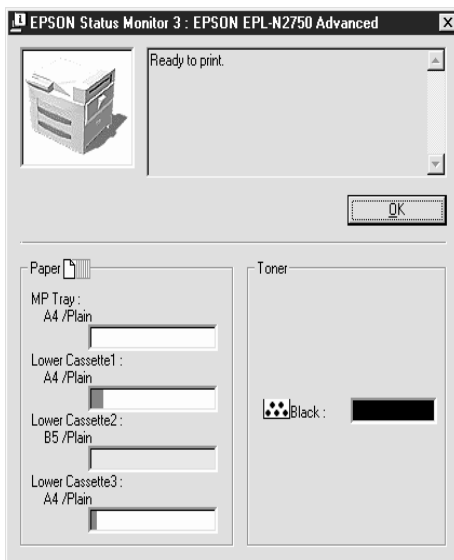 EPSON Status Monitor 3 : EPSON EPL-N2750 Advanced
Ready to print.
OK
Paper
MP Tray :
A4 /Plain
Lower Cassette1 :
A4 /Plain
Lower Cassette2 :
B5 /Plain
Lower Cassette3 :
A4 /Plain
Toner
Black :